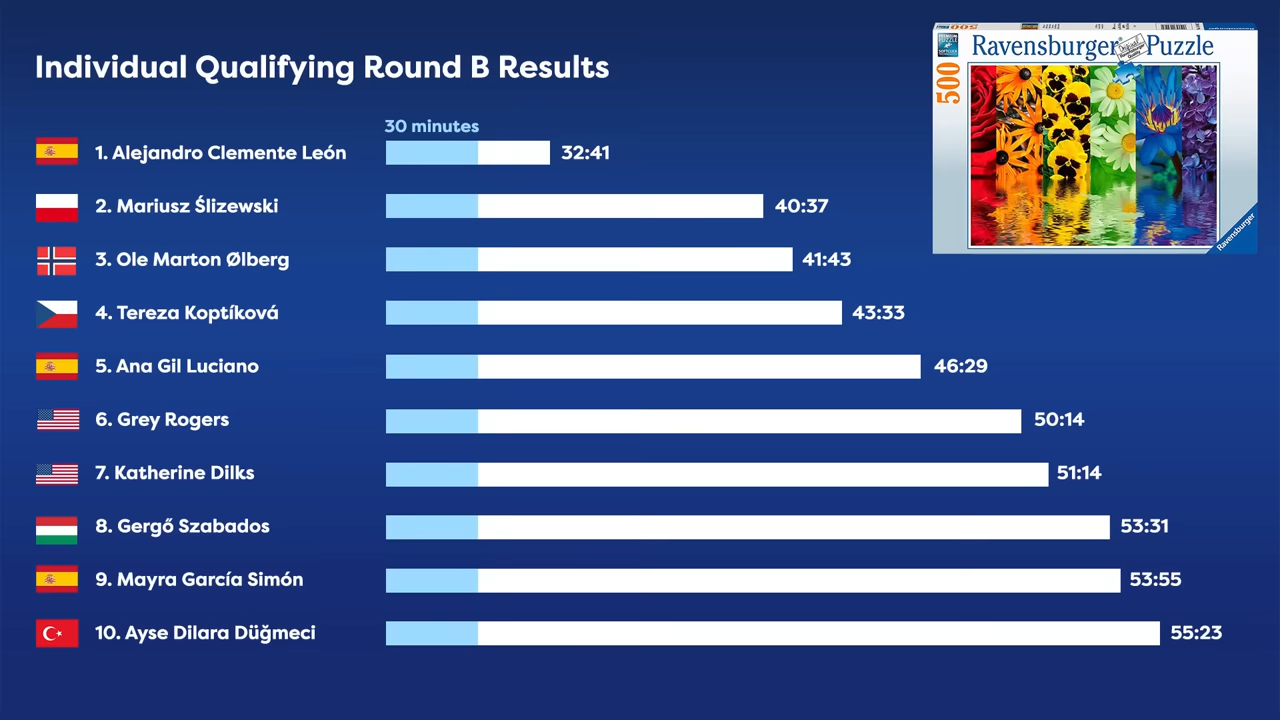 Individual Qualifying Round B Results
30 minutes
1. Alejandro Clemente León 32:41
2. Mariusz Ślizewski 40:37
3. Ole Marton Ølberg 41:43
4. Tereza Koptíková 43:33
5. Ana Gil Luciano 46:29
6. Grey Rogers 50:14
7. Katherine Dilks 51:14
8. Gergő Szabados 53:31
9. Mayra García Simón 53:55
10. Ayse Dilara Düğmeci 55:23
Ravensburger Puzzle
500
Ravensburger